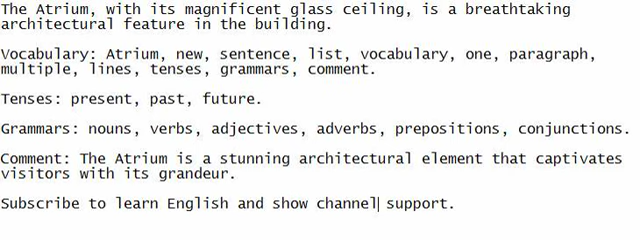 The Atrium, with its magnificent glass ceiling, is a breathtaking
architectural feature in the building.
Vocabulary: Atrium, new, sentence, list, vocabulary, one, paragraph,
multiple, lines, tenses, grammars, comment.
Tenses: present, past, future.
Grammars: nouns, verbs, adjectives, adverbs, prepositions, conjunctions.
Comment: The Atrium is a stunning architectural element that captivates
visitors with its grandeur.
Subscribe to learn English and show channel support.